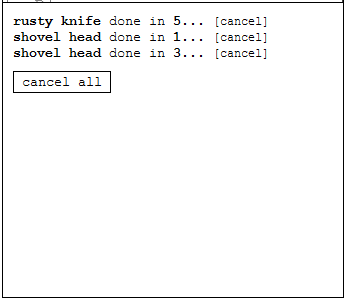 rusty knife done in 5... [cancel]
shovel head done in 1... [cancel]
shovel head done in 3... [cancel]
cancel all